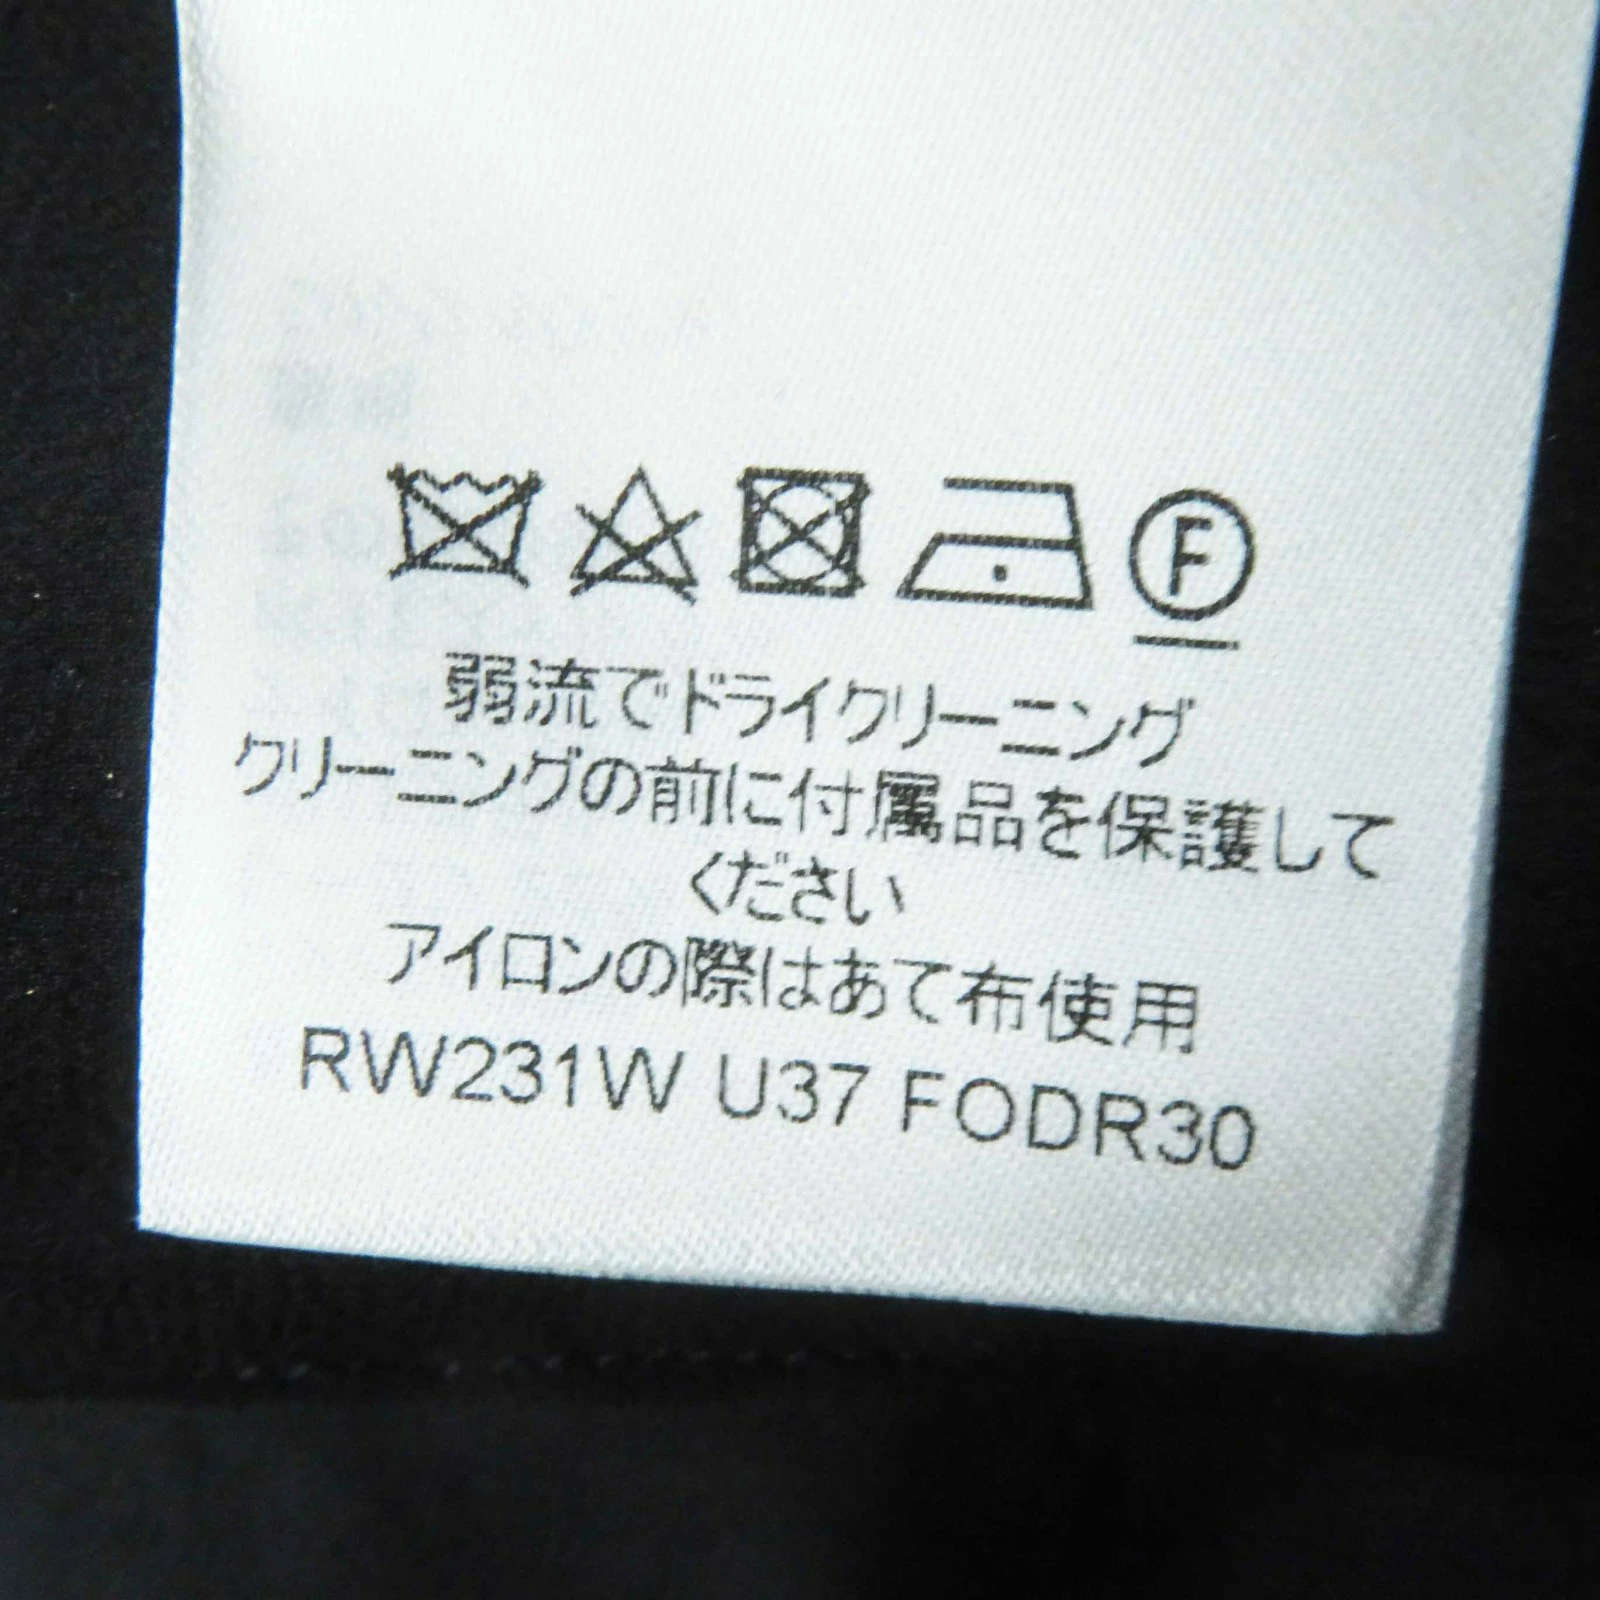 F
弱流でドライクリーニング
クリーニングの前に付属品を保護して
ください
アイロンの際はあて布使用
RW231W U37 FODR30